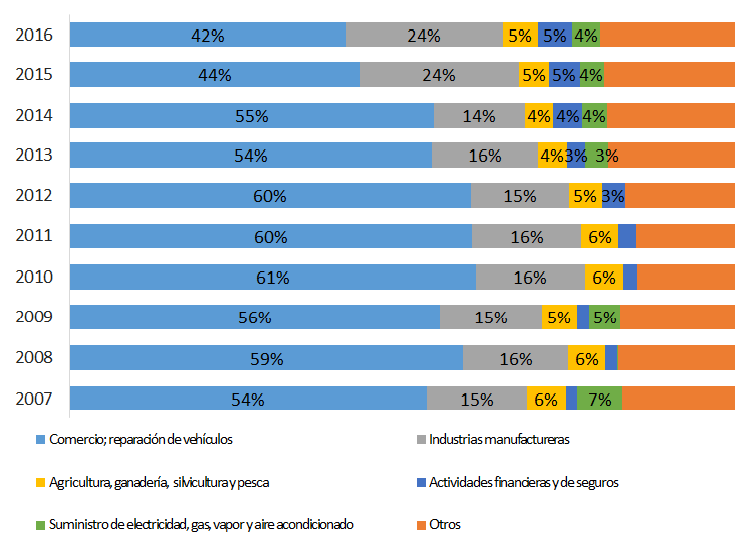 2016 42% 24% 5% 5% 4%
2015 44% 24% 5% 5% 4%
2014 55% 14% 4% 4% 4%
2013 54% 16% 4% 3% 3%
2012 60% 15% 5% 3%
2011 60% 16% 6%
2010 61% 16% 6%
2009 56% 15% 5% 5%
2008 59% 16% 6%
2007 54% 15% 6% 7%
Comercio; reparación de vehículos Industrias manufactureras
Agricultura, ganadería, silvicultura y pesca Actividades financieras y de seguros
Suministro de electricidad, gas, vapor y aire acondicionado Otros